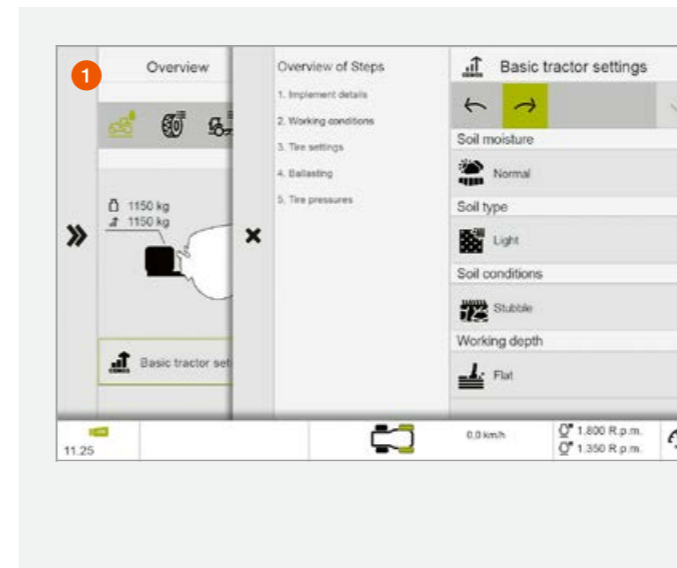 1
Overview
1150 kg
1150 kg
Basic tractor set
Overview of Steps
1. Implement details
2. Working conditions
3. Tire settings
4. Ballasting
5. Tire pressures
CEMOS
Basic tractor settings
Soil moisture
Normal
Soil type
Light
Soil conditions
Stubble
Working depth
Flat
11.25
0,0 km/h
1.800 R.p.m.
1.350 R.p.m.